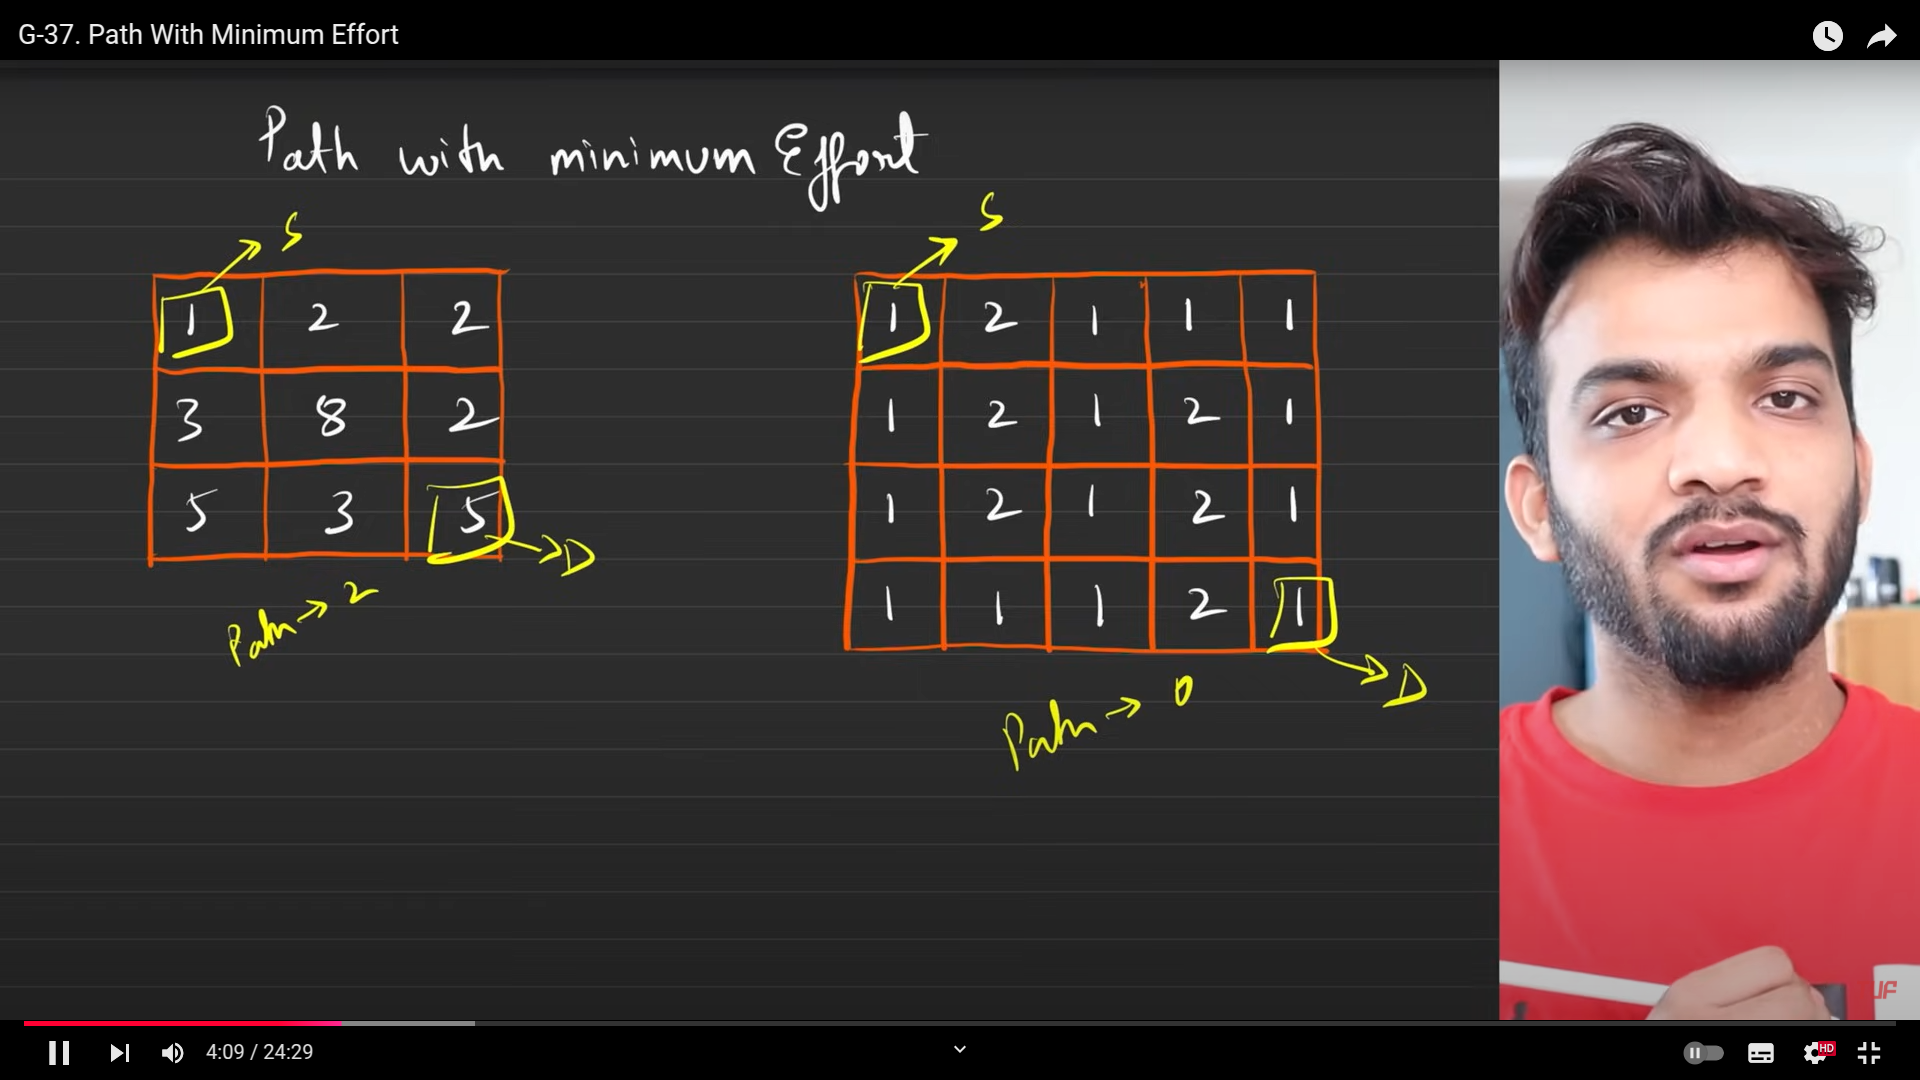 G-37. Path With Minimum Effort
Path with minimum Effort
S
S
1 2 2
3 8 2
5 3 5
D
Path → 2
1 2 1 1 1
1 2 1 2 1
1 2 1 2 1
1 1 1 2 1
D
Path → 0
UF
4:09 / 24:29
HD